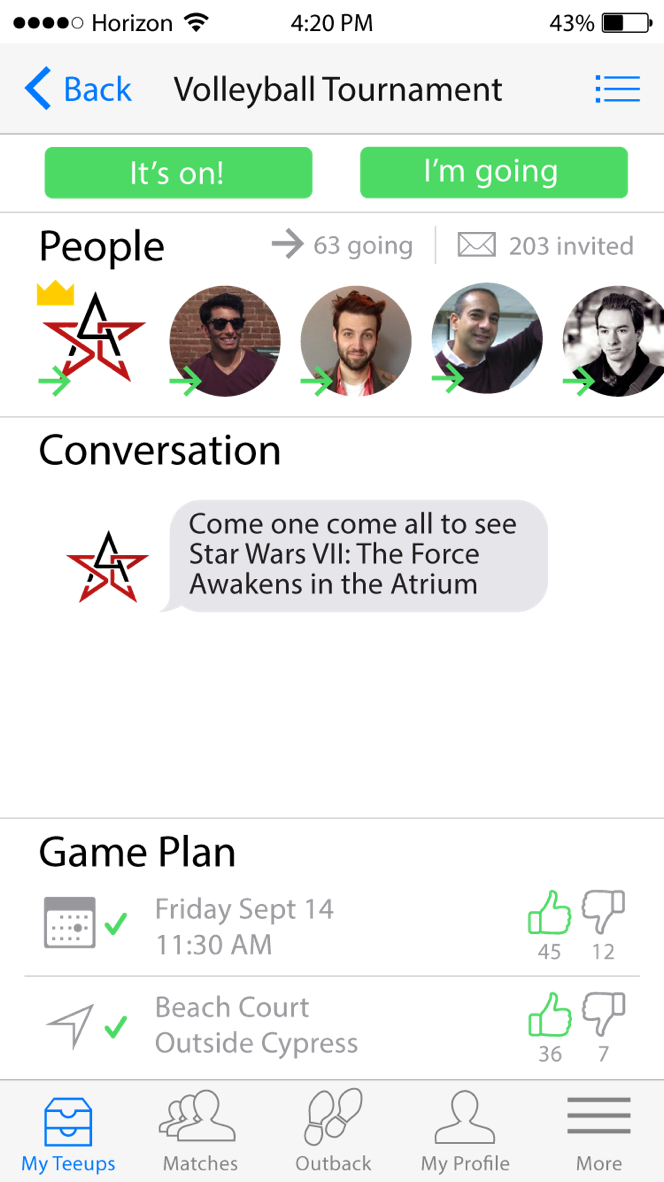 Horizon 4:20 PM 43%
Back Volleyball Tournament
It's on! I'm going
People 63 going 203 invited
Conversation
Come one come all to see
Star Wars VII: The Force
Awakens in the Atrium
Game Plan
Friday Sept 14
11:30 AM
45 12
Beach Court
Outside Cypress
36 7
My Teeups Matches Outback My Profile More